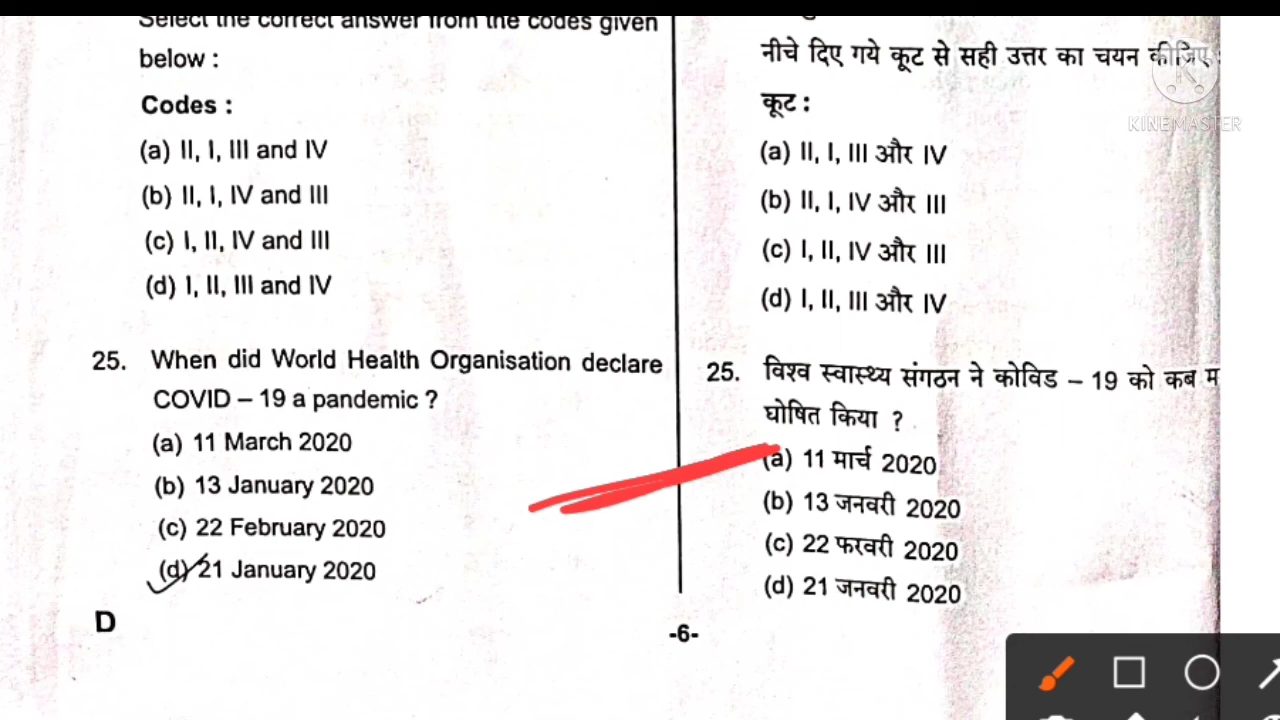 Select the correct answer from the codes given
below :
Codes :
(a) II, I, III and IV
(b) II, I, IV and III
(c) I, II, IV and III
(d) I, II, III and IV
25. When did World Health Organisation declare
COVID – 19 a pandemic ?
(a) 11 March 2020
(b) 13 January 2020
(c) 22 February 2020
(d) 21 January 2020
D
नीचे दिए गये कूट से सही उत्तर का चयन कीजिए :
कूट :
(a) II, I, III और IV
(b) II, I, IV और III
(c) I, II, IV और III
(d) I, II, III और IV
25. विश्व स्वास्थ्य संगठन ने कोविड – 19 को कब
घोषित किया ?
(a) 11 मार्च 2020
(b) 13 जनवरी 2020
(c) 22 फरवरी 2020
(d) 21 जनवरी 2020
-6-
KINEMASTER